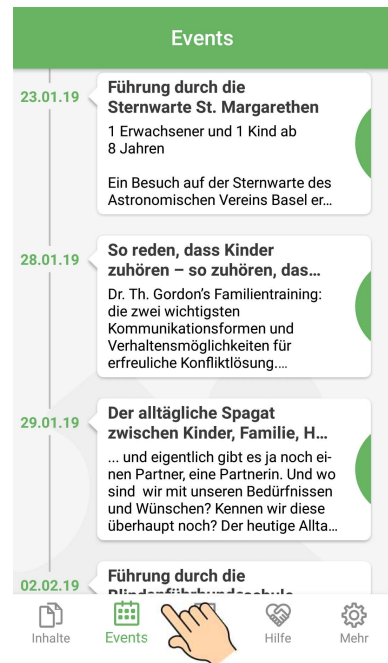 Events
23.01.19
Führung durch die
Sternwarte St. Margarethen
1 Erwachsener und 1 Kind ab
8 Jahren
Ein Besuch auf der Sternwarte des
Astronomischen Vereins Basel er...
28.01.19
So reden, dass Kinder
zuhören – so zuhören, das...
Dr. Th. Gordon's Familientraining:
die zwei wichtigsten
Kommunikationsformen und
Verhaltensmöglichkeiten für
erfreuliche Konfliktlösung....
29.01.19
Der alltägliche Spagat
zwischen Kinder, Familie, H...
... und eigentlich gibt es ja noch ei-
nen Partner, eine Partnerin. Und wo
sind wir mit unseren Bedürfnissen
und Wünschen? Kennen wir diese
überhaupt noch? Der heutige Allta...
02.02.19
Führung durch die
Blindenführhundeschule
Inhalte
Events
Hilfe
Mehr